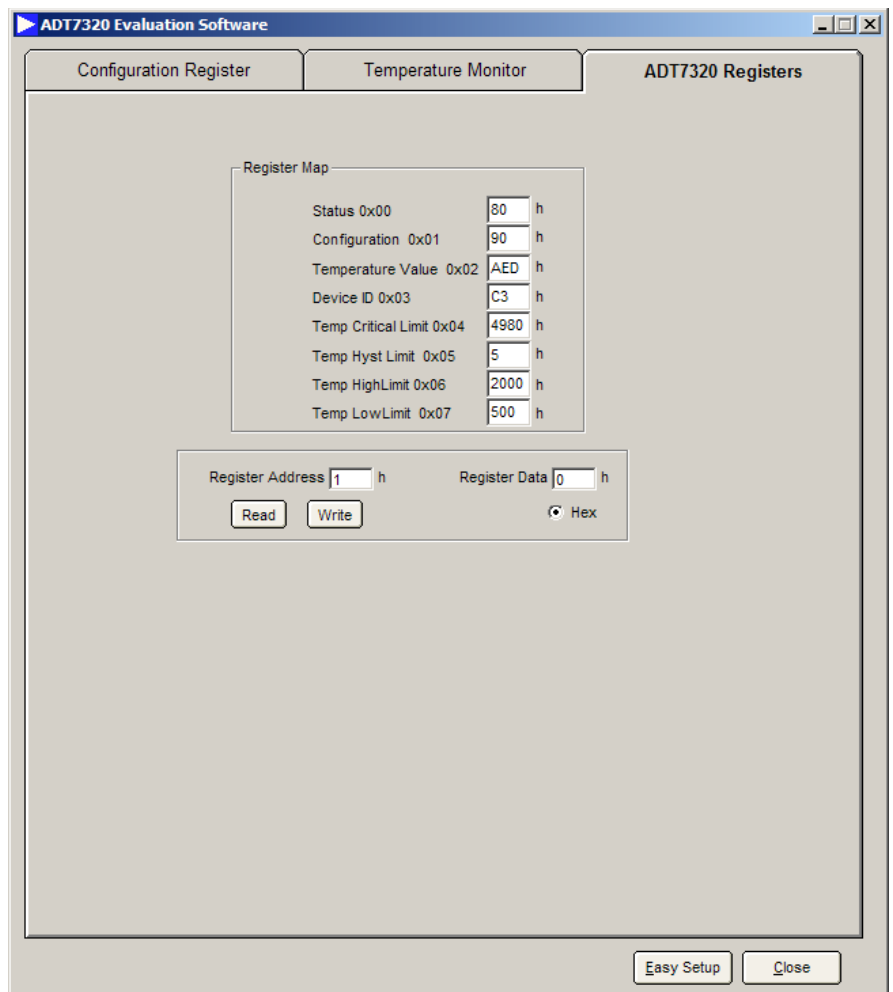 ADT7320 Evaluation Software
Configuration Register Temperature Monitor ADT7320 Registers
Register Map
Status 0x00 80 h
Configuration 0x01 90 h
Temperature Value 0x02 AED h
Device ID 0x03 C3 h
Temp Critical Limit 0x04 4980 h
Temp Hyst Limit 0x05 5 h
Temp HighLimit 0x06 2000 h
Temp LowLimit 0x07 500 h
Register Address 1 h Register Data 0 h
Read Write Hex
Easy Setup Close